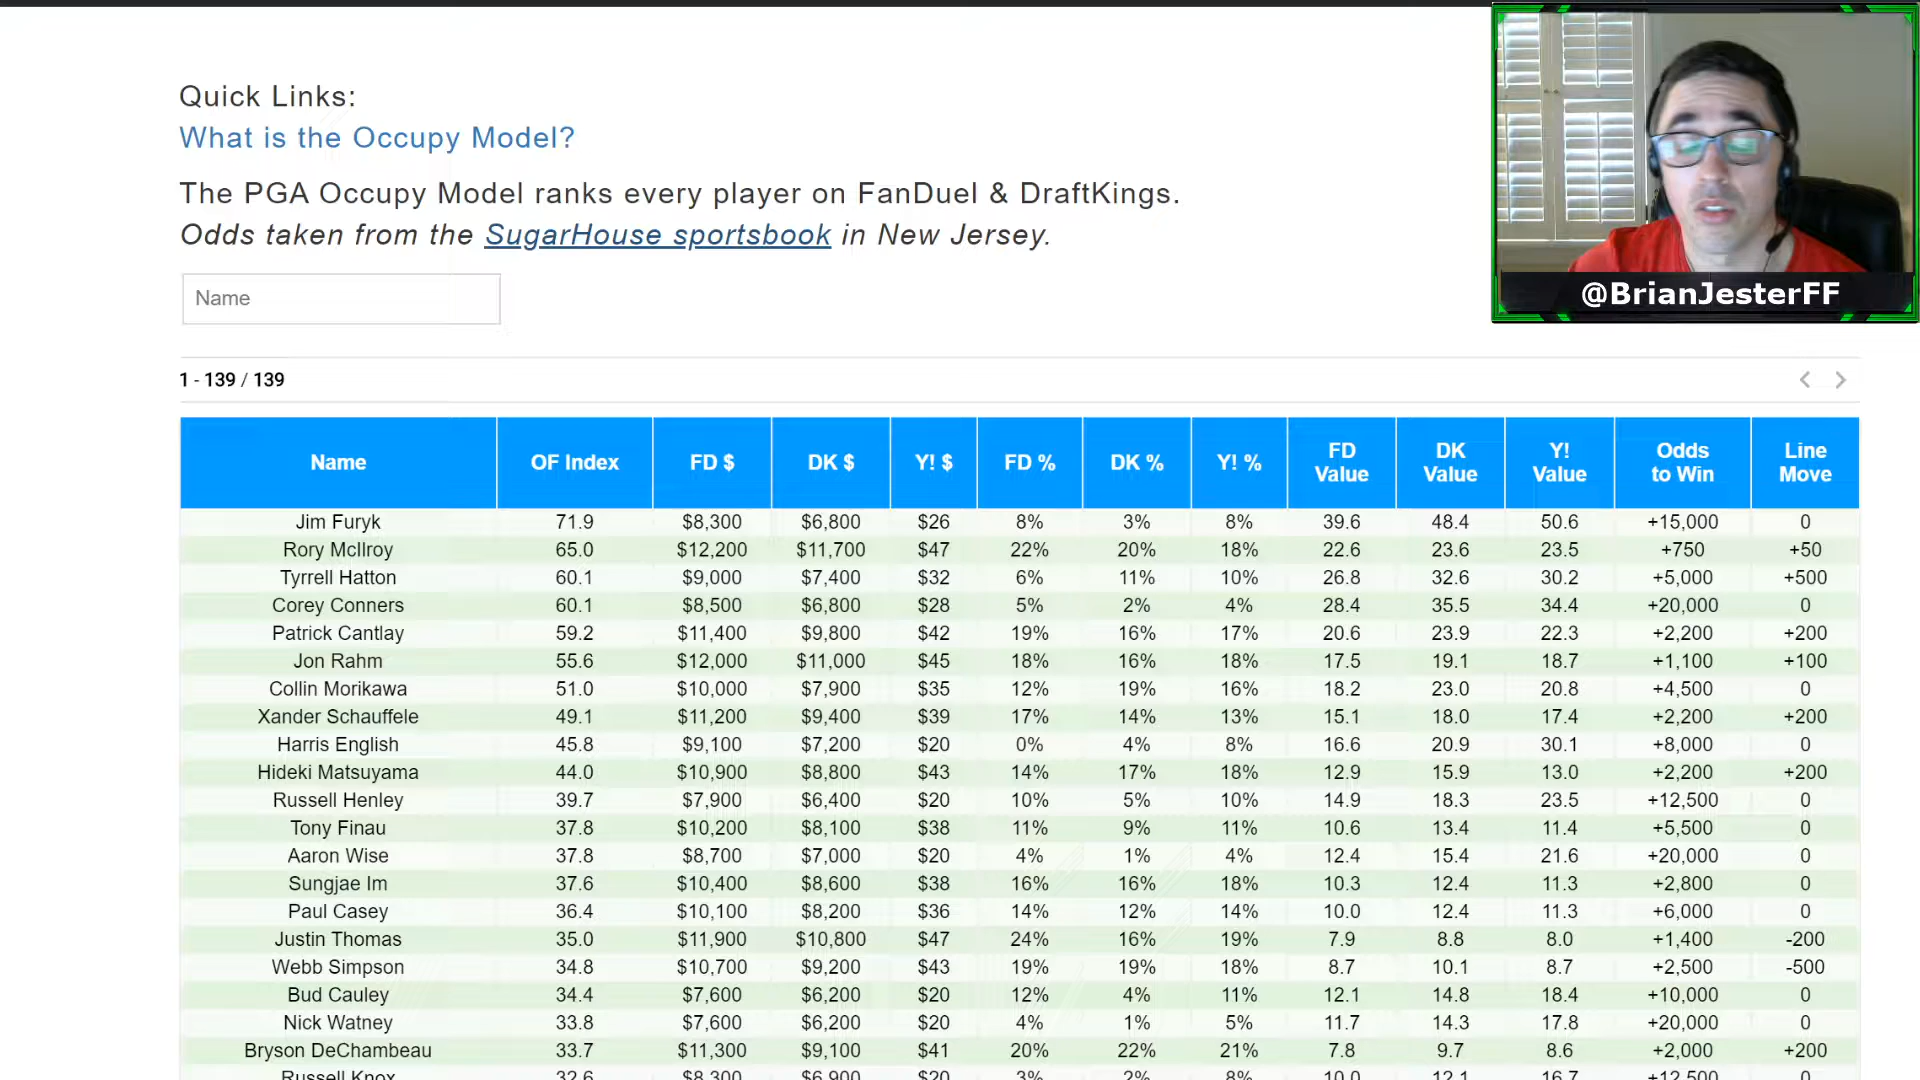 Quick Links:
What is the Occupy Model?
The PGA Occupy Model ranks every player on FanDuel & DraftKings.
Odds taken from the SugarHouse sportsbook in New Jersey.
Name
@BrianJesterFF
1 - 139 / 139
Name OF Index FD $ DK $ Y! $ FD % DK % Y! % FD Value DK Value Y! Value Odds to Win Line Move
Jim Furyk 71.9 $8,300 $6,800 $26 8% 3% 8% 39.6 48.4 50.6 +15,000 0
Rory McIlroy 65.0 $12,200 $11,700 $47 22% 20% 18% 22.6 23.6 23.5 +750 +50
Tyrrell Hatton 60.1 $9,000 $7,400 $32 6% 11% 10% 26.8 32.6 30.2 +5,000 +500
Corey Conners 60.1 $8,500 $6,800 $28 5% 2% 4% 28.4 35.5 34.4 +20,000 0
Patrick Cantlay 59.2 $11,400 $9,800 $42 19% 16% 17% 20.6 23.9 22.3 +2,200 +200
Jon Rahm 55.6 $12,000 $11,000 $45 18% 16% 18% 17.5 19.1 18.7 +1,100 +100
Collin Morikawa 51.0 $10,000 $7,900 $35 12% 19% 16% 18.2 23.0 20.8 +4,500 0
Xander Schauffele 49.1 $11,200 $9,400 $39 17% 14% 13% 15.1 18.0 17.4 +2,200 +200
Harris English 45.8 $9,100 $7,200 $20 0% 4% 8% 16.6 20.9 30.1 +8,000 0
Hideki Matsuyama 44.0 $10,900 $8,800 $43 14% 17% 18% 12.9 15.9 13.0 +2,200 +200
Russell Henley 39.7 $7,900 $6,400 $20 10% 5% 10% 14.9 18.3 23.5 +12,500 0
Tony Finau 37.8 $10,200 $8,100 $38 11% 9% 11% 10.6 13.4 11.4 +5,500 0
Aaron Wise 37.8 $8,700 $7,000 $20 4% 1% 4% 12.4 15.4 21.6 +20,000 0
Sungjae Im 37.6 $10,400 $8,600 $38 16% 16% 18% 10.3 12.4 11.3 +2,800 0
Paul Casey 36.4 $10,100 $8,200 $36 14% 12% 14% 10.0 12.4 11.3 +6,000 0
Justin Thomas 35.0 $11,900 $10,800 $47 24% 16% 19% 7.9 8.8 8.0 +1,400 -200
Webb Simpson 34.8 $10,700 $9,200 $43 19% 19% 18% 8.7 10.1 8.7 +2,500 -500
Bud Cauley 34.4 $7,600 $6,200 $20 12% 4% 11% 12.1 14.8 18.4 +10,000 0
Nick Watney 33.8 $7,600 $6,200 $20 4% 1% 5% 11.7 14.3 17.8 +20,000 0
Bryson DeChambeau 33.7 $11,300 $9,100 $41 20% 22% 21% 7.8 9.7 8.6 +2,000 +200
Russell Knox 32.6 $8,300 $6,900 $20 3% 2% 8% 10.0 12.1 16.7 +12,500 0